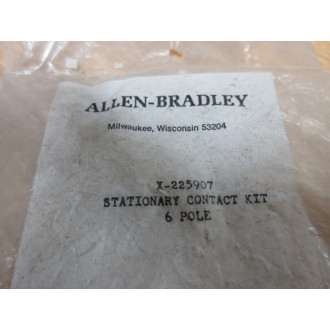 ALLEN-BRADLEY
Milwaukee, Wisconsin 53204
X-225907
STATIONARY CONTACT KIT
6 POLE